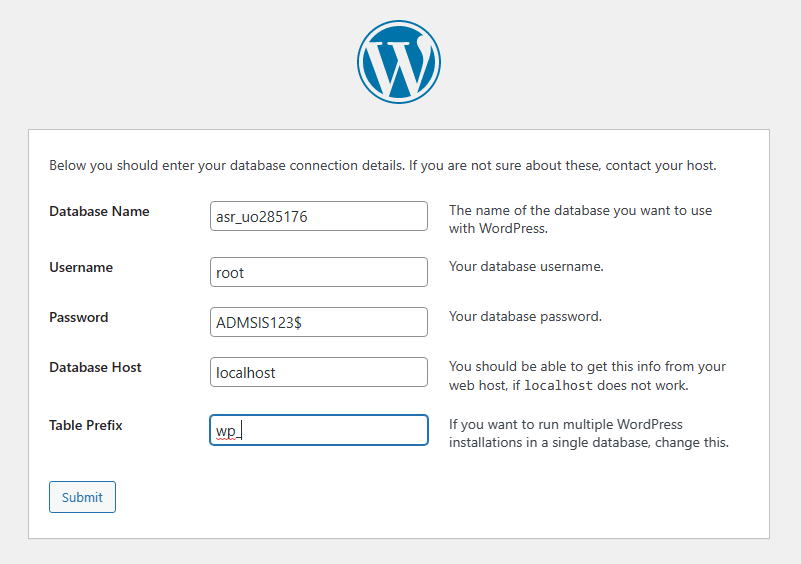 Below you should enter your database connection details. If you are not sure about these, contact your host.
Database Name
asr_uo285176
The name of the database you want to use
with WordPress.
Username
root
Your database username.
Password
ADMSIS123$
Your database password.
Database Host
localhost
You should be able to get this info from your
web host, if localhost does not work.
Table Prefix
wp_
If you want to run multiple WordPress
installations in a single database, change this.
Submit